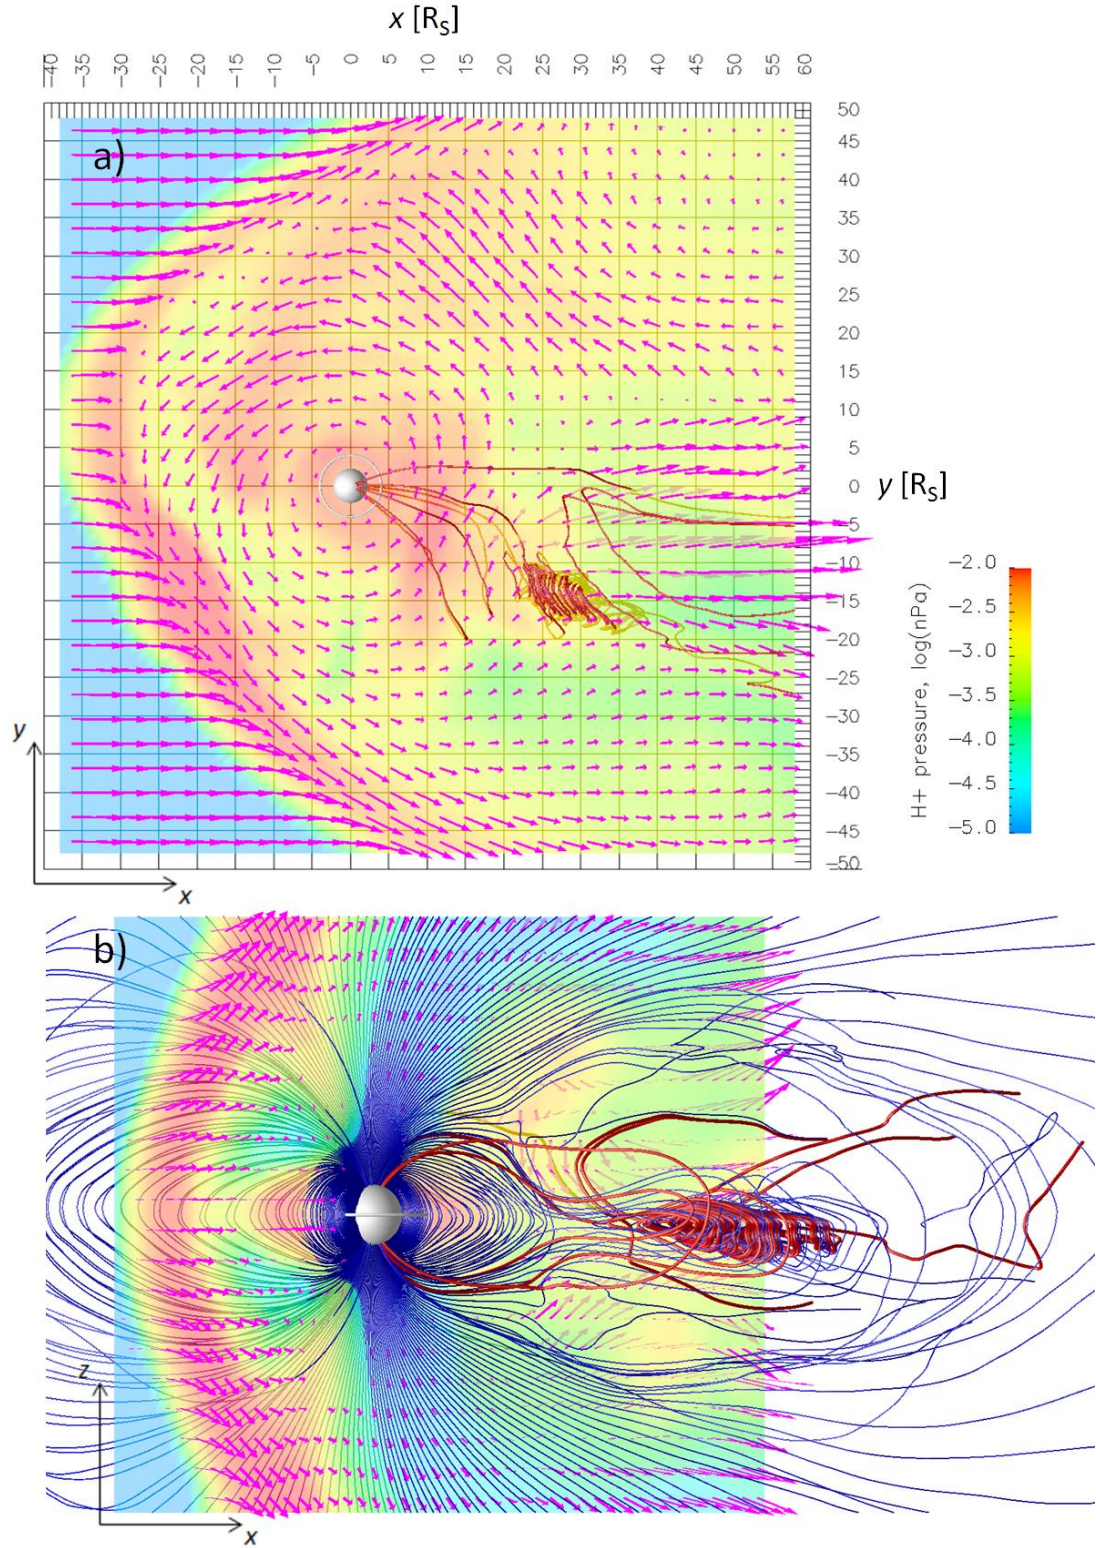 x [R_S]
−40 −35 −30 −25 −20 −15 −10 −5 0 5 10 15 20 25 30 35 40 45 50 55 60
a)
50
45
40
35
30
25
20
15
10
5
0
y [R_S]
−5
−10
−15
−20
−25
−30
−35
−40
−45
−50
H+ pressure, log(nPa)
−2.0
−2.5
−3.0
−3.5
−4.0
−4.5
−5.0
y
x
b)
z
x